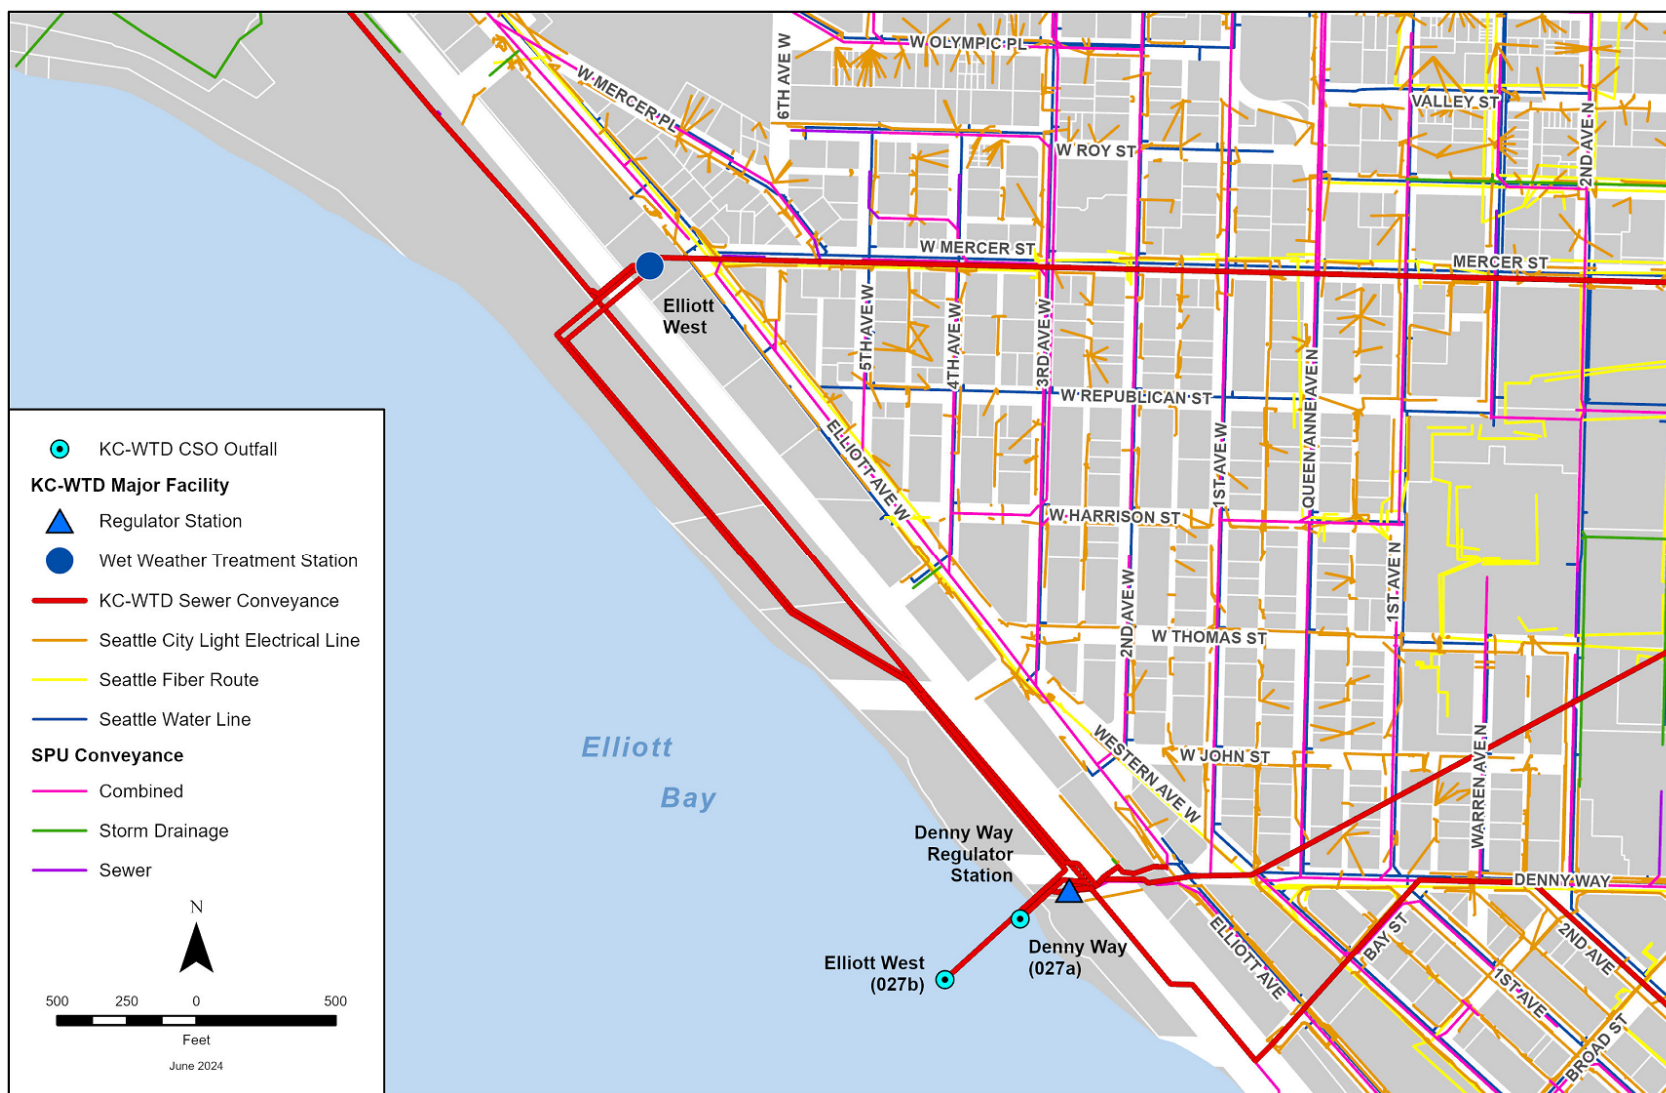 W OLYMPIC PL
6TH AVE W
W MERCER PL
VALLEY ST
2ND AVE N
W ROY ST
W MERCER ST
MERCER ST
Elliott
West
5TH AVE W
4TH AVE W
3RD AVE W
QUEEN ANNE AVE N
W REPUBLICAN ST
ELLIOTT AVE W
1ST AVE W
W HARRISON ST
1ST AVE N
2ND AVE W
W THOMAS ST
WESTERN AVE W
W JOHN ST
WARREN AVE N
Elliott
Bay
Denny Way
Regulator
Station
DENNY WAY
Denny Way
(027a)
Elliott West
(027b)
ELLIOTT AVE
BAY ST
2ND AVE
1ST AVE
BROAD ST
KC-WTD CSO Outfall
KC-WTD Major Facility
Regulator Station
Wet Weather Treatment Station
KC-WTD Sewer Conveyance
Seattle City Light Electrical Line
Seattle Fiber Route
Seattle Water Line
SPU Conveyance
Combined
Storm Drainage
Sewer
N
500 250 0 500
Feet
June 2024